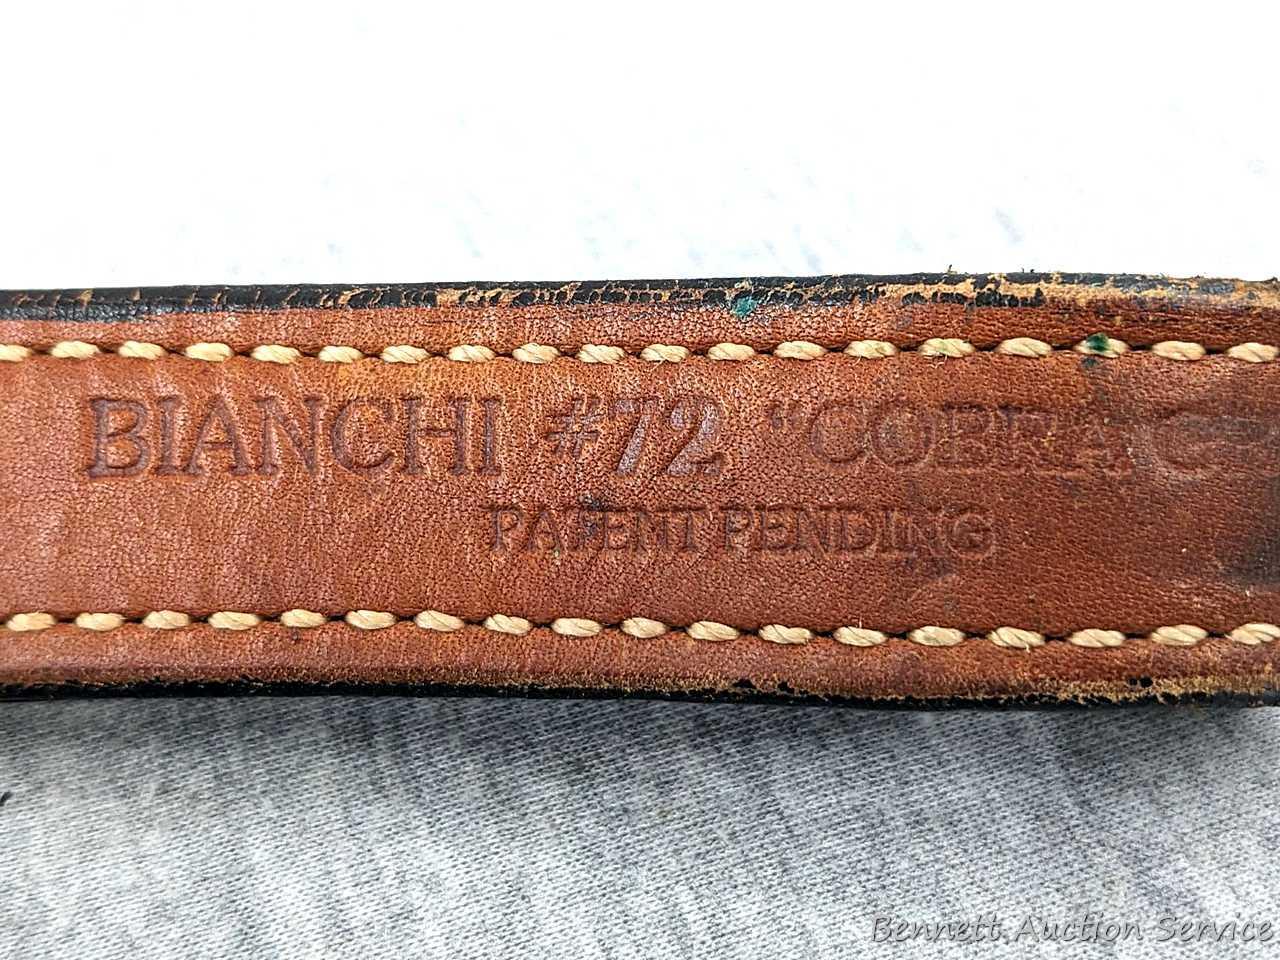 BIANCHI #72 "COBRA
PATENT PENDING
Bennett Auction Service